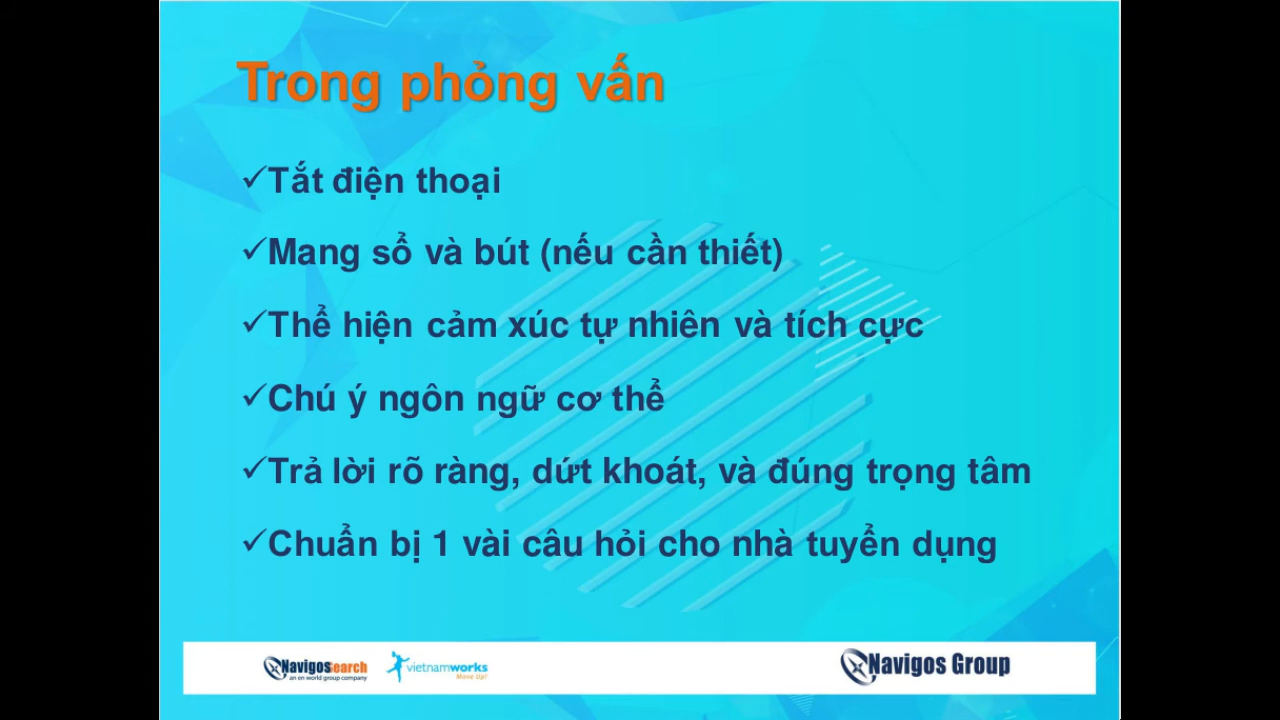 Trong phỏng vấn
✓Tắt điện thoại
✓Mang sổ và bút (nếu cần thiết)
✓Thể hiện cảm xúc tự nhiên và tích cực
✓Chú ý ngôn ngữ cơ thể
✓Trả lời rõ ràng, dứt khoát, và đúng trọng tâm
✓Chuẩn bị 1 vài câu hỏi cho nhà tuyển dụng
Navigos search
an en world group company
vietnamworks
Move Up!
Navigos Group